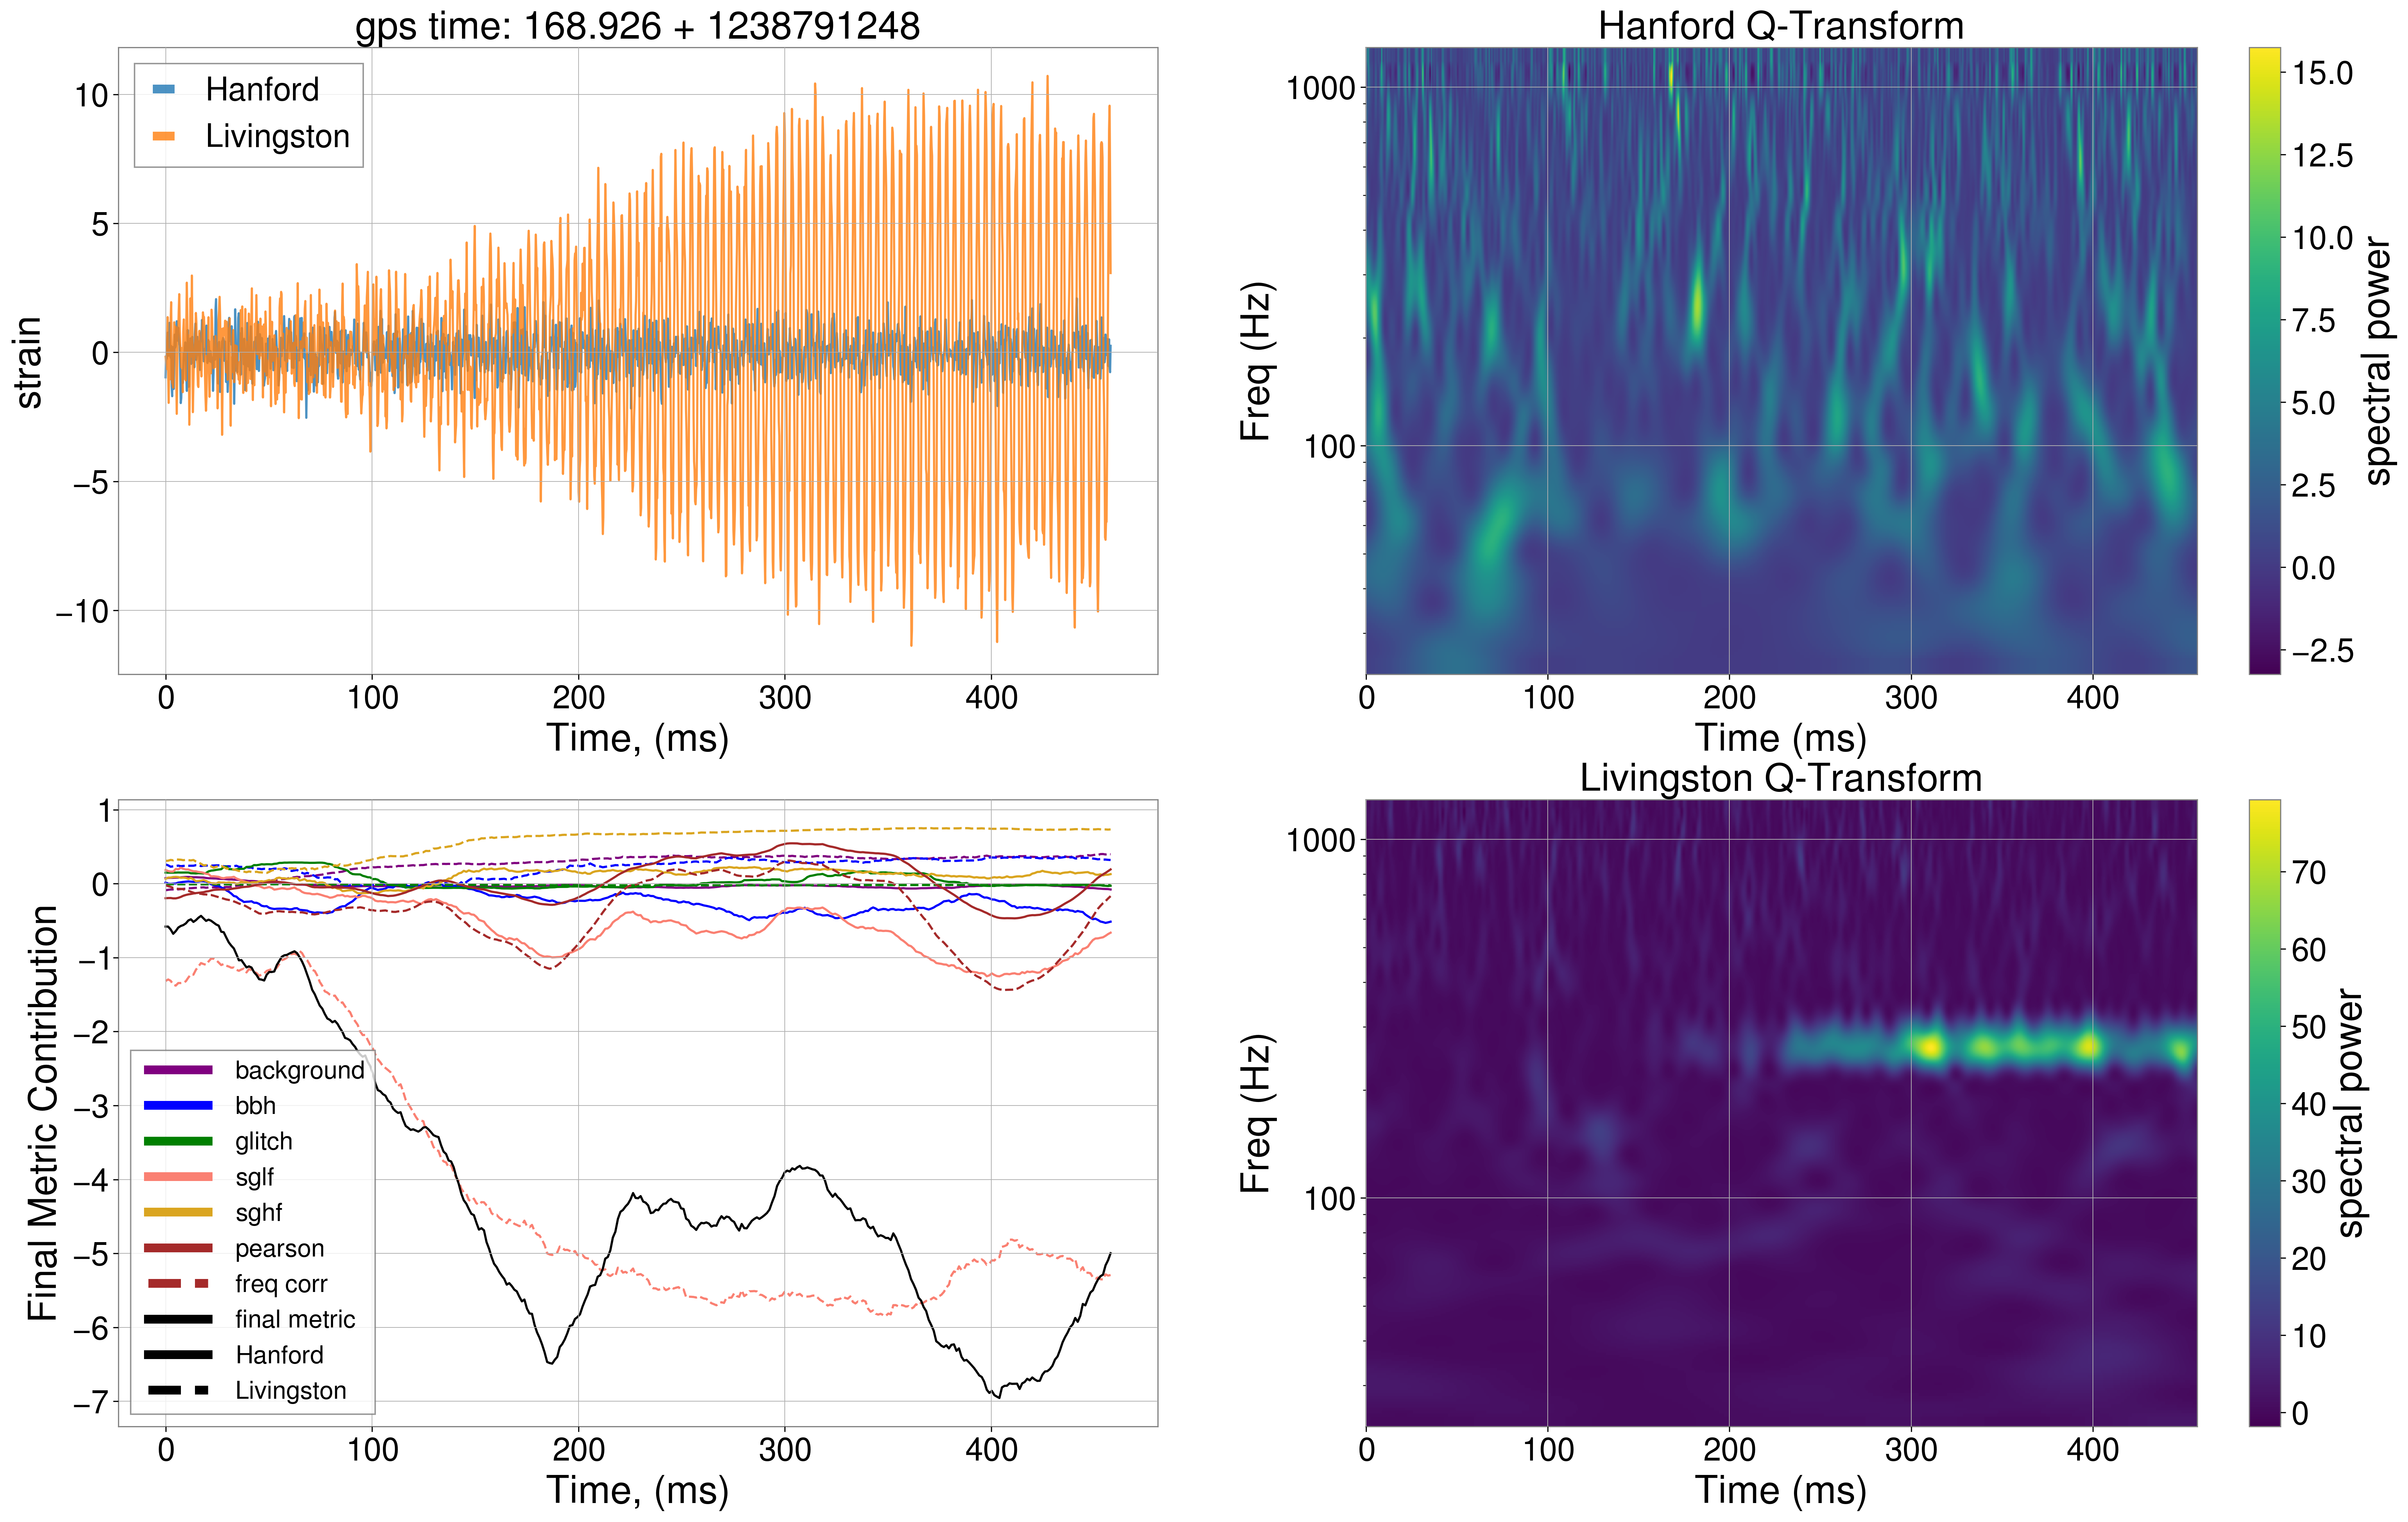 gps time: 168.926 + 1238791248
Hanford
Livingston
strain
10
5
0
−5
−10
0
100
200
300
400
Time, (ms)
Hanford Q-Transform
Freq (Hz)
1000
100
0
100
200
300
400
Time (ms)
15.0
12.5
10.0
7.5
5.0
2.5
0.0
−2.5
spectral power
Final Metric Contribution
1
0
−1
−2
−3
−4
−5
−6
−7
background
bbh
glitch
sglf
sghf
pearson
freq corr
final metric
Hanford
Livingston
0
100
200
300
400
Time, (ms)
Livingston Q-Transform
Freq (Hz)
1000
100
0
100
200
300
400
Time (ms)
70
60
50
40
30
20
10
0
spectral power